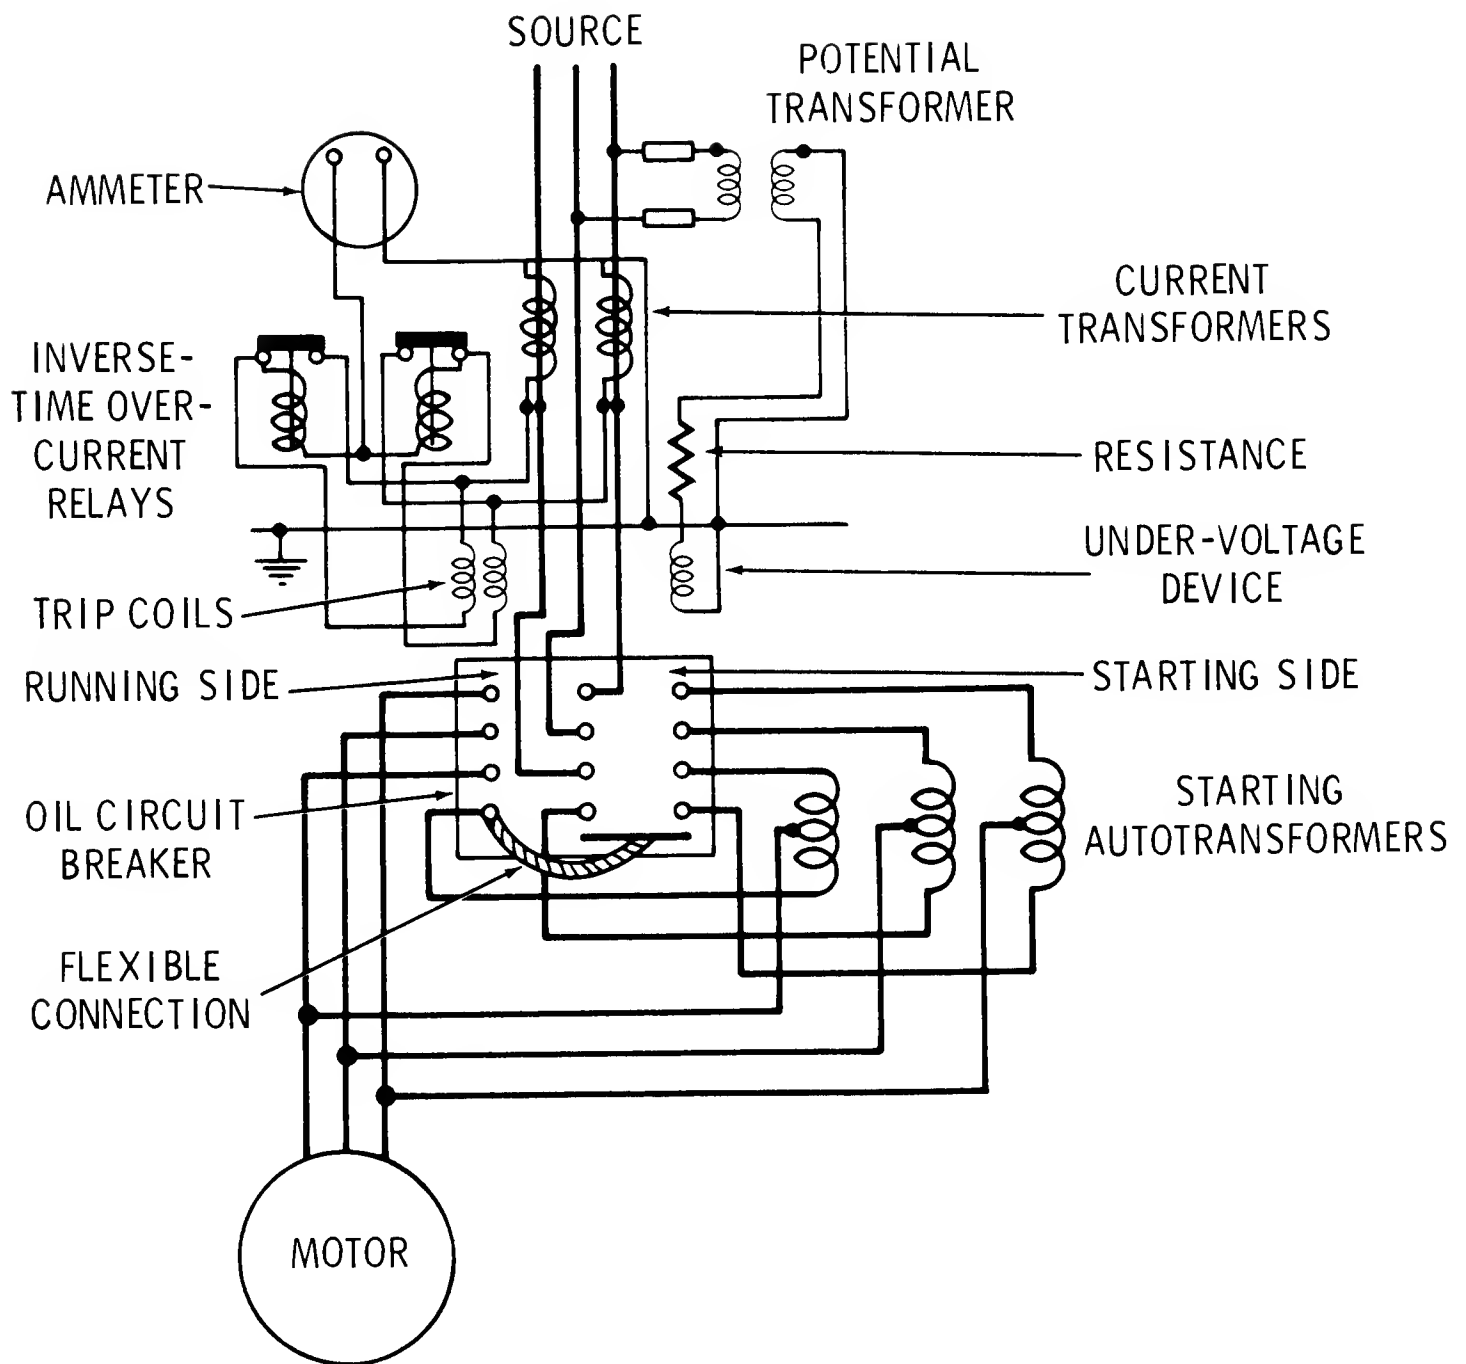 SOURCE
POTENTIAL
TRANSFORMER
AMMETER
CURRENT
TRANSFORMERS
INVERSE-
TIME OVER-
CURRENT
RELAYS
RESISTANCE
UNDER-VOLTAGE
DEVICE
TRIP COILS
RUNNING SIDE
STARTING SIDE
OIL CIRCUIT
BREAKER
STARTING
AUTOTRANSFORMERS
FLEXIBLE
CONNECTION
MOTOR